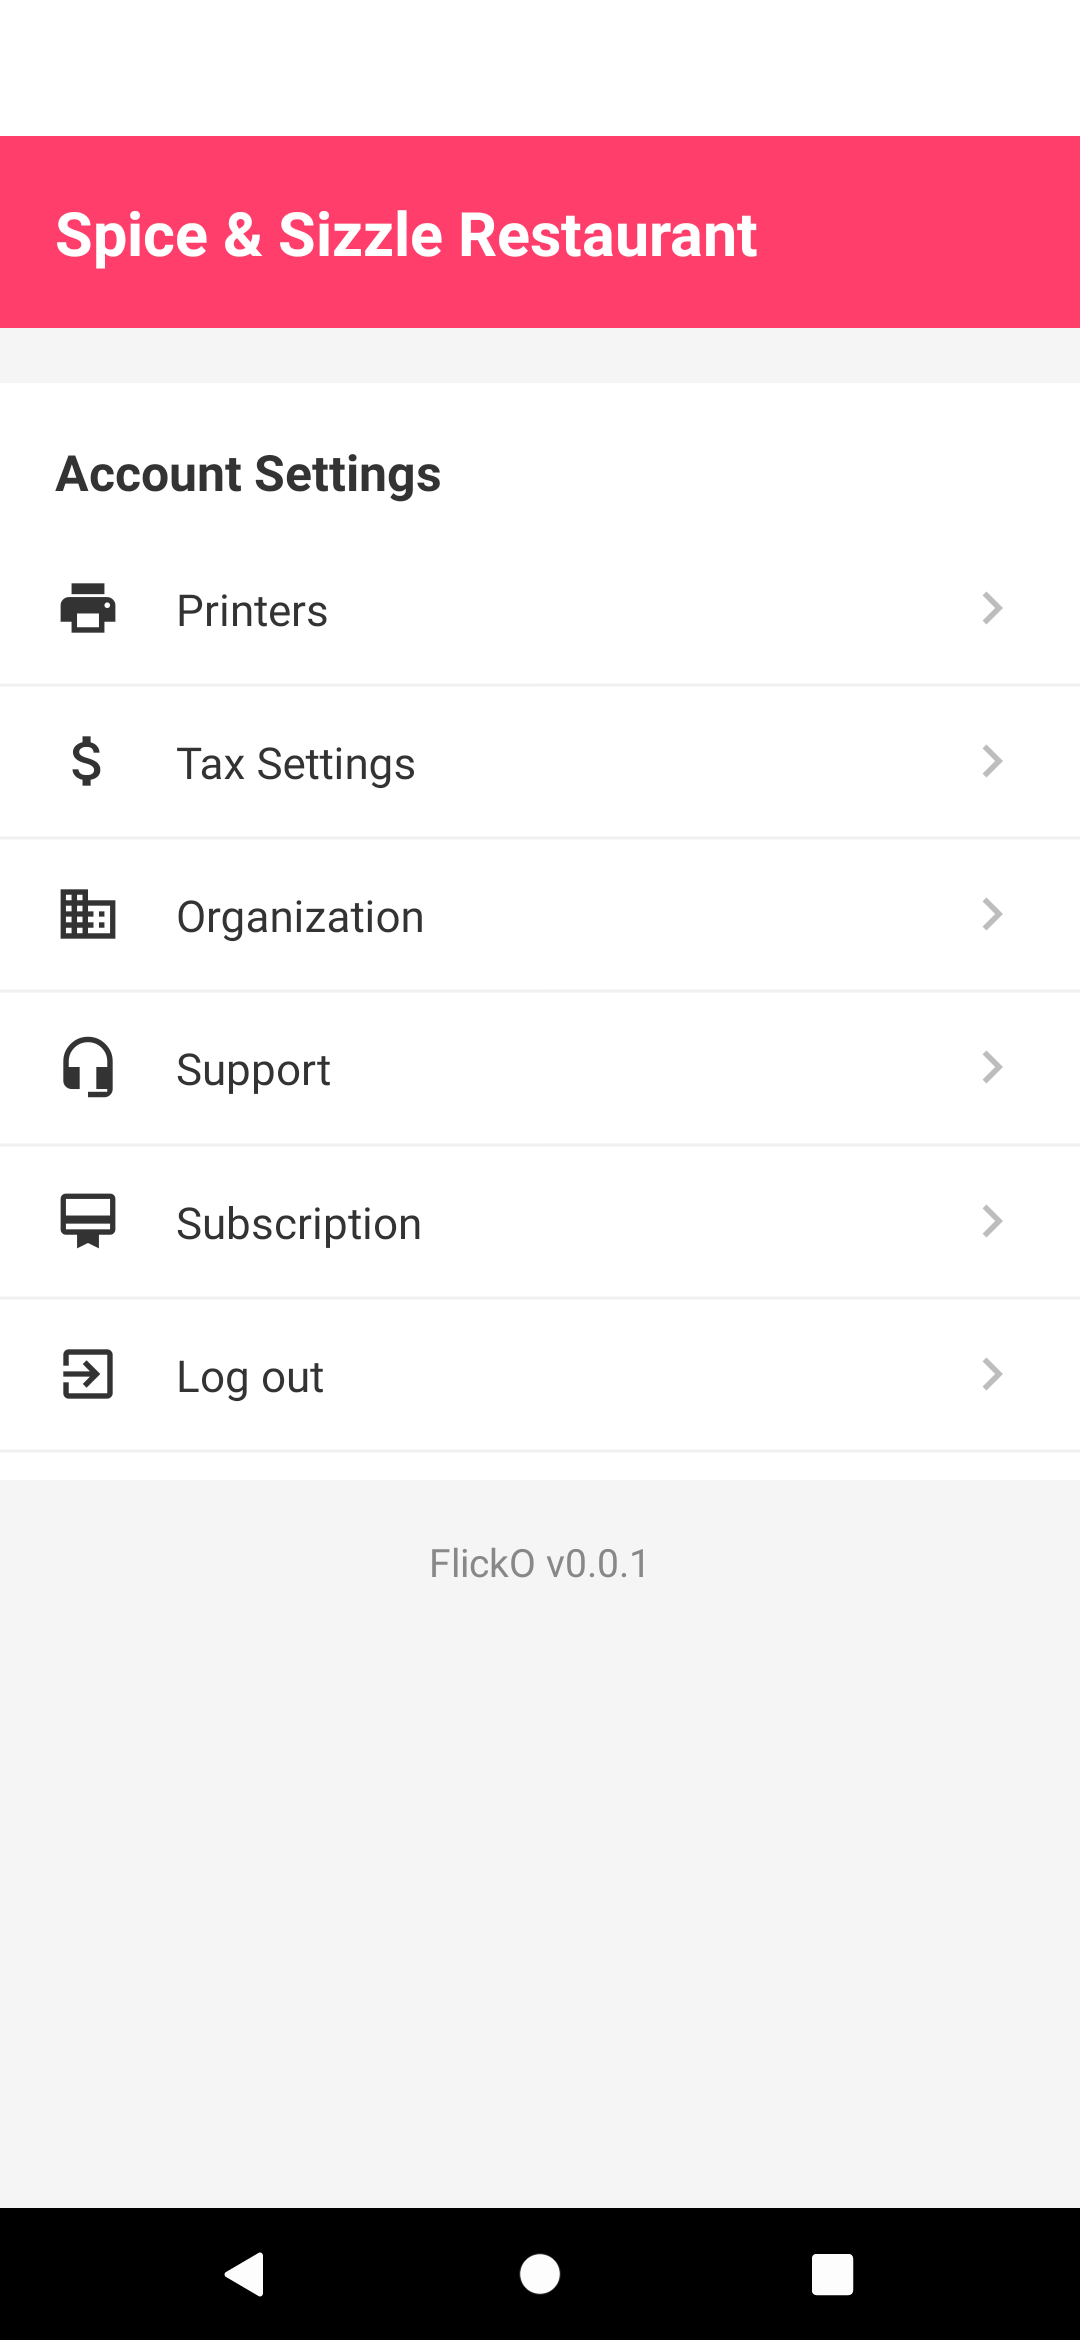 Spice & Sizzle Restaurant
Account Settings
Printers
Tax Settings
Organization
Support
Subscription
Log out
FlickO v0.0.1